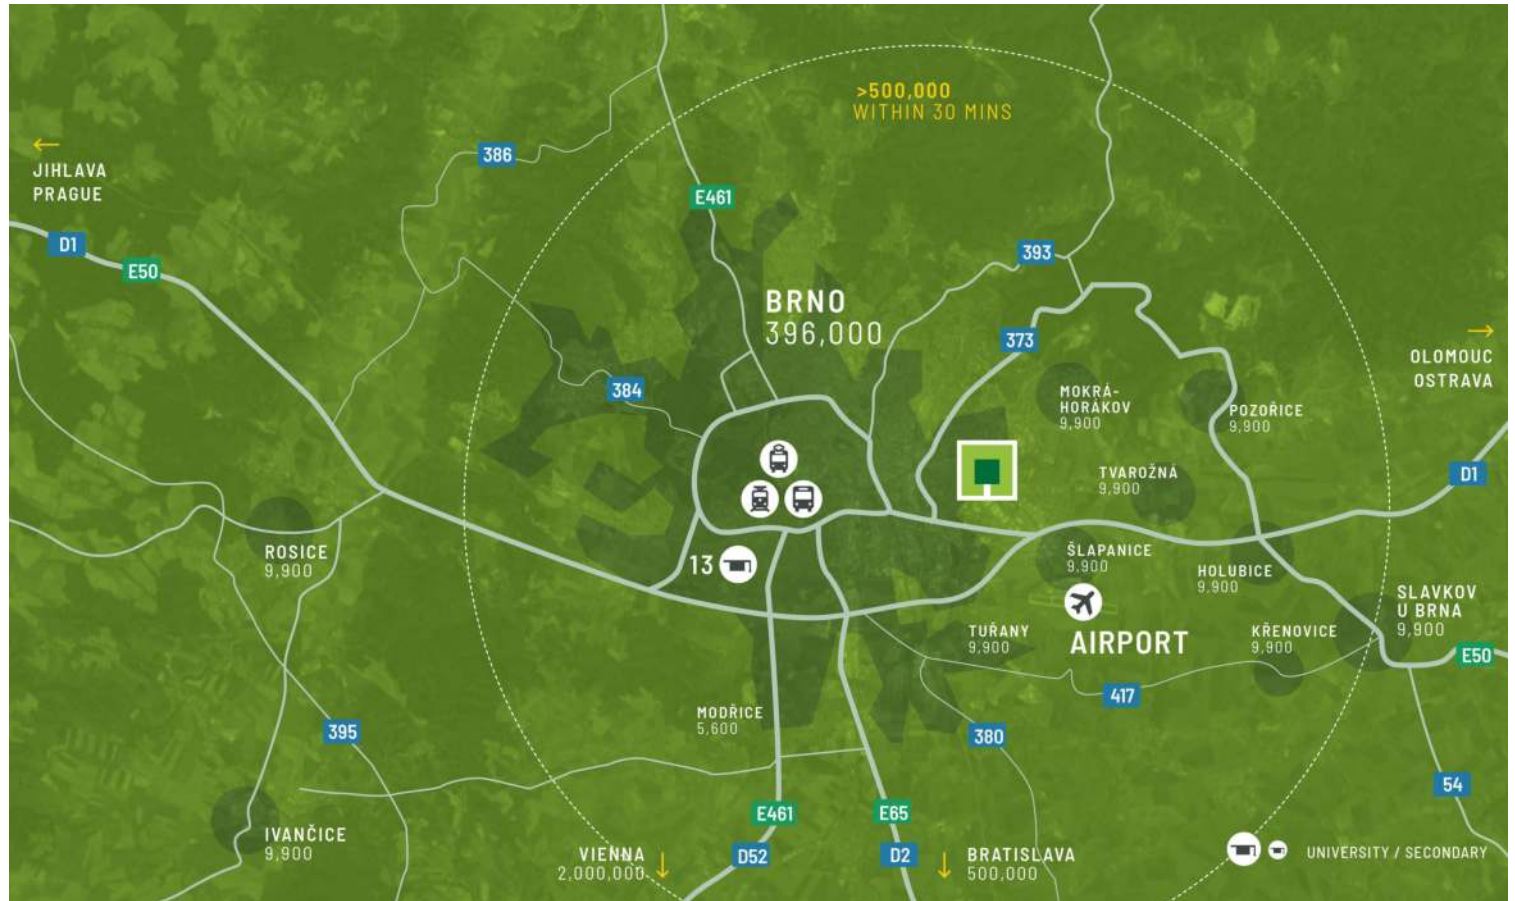 >500,000
WITHIN 30 MINS
386
JIHLAVA
PRAGUE
E461
D1
E50
393
BRNO
396,000
373
OLOMOUC
OSTRAVA
384
MOKRÁ-
HORÁKOV
9,900
POZOŘICE
9,900
TVAROŽNÁ
9,900
D1
ROSICE
9,900
13
ŠLAPANICE
9,900
HOLUBICE
9,900
SLAVKOV
U BRNA
9,900
TUŘANY
9,900
AIRPORT
KŘENOVICE
9,900
E50
417
MODŘICE
5,600
395
380
54
E461
E65
IVANČICE
9,900
VIENNA
2,000,000
D52
D2
BRATISLAVA
500,000
UNIVERSITY / SECONDARY